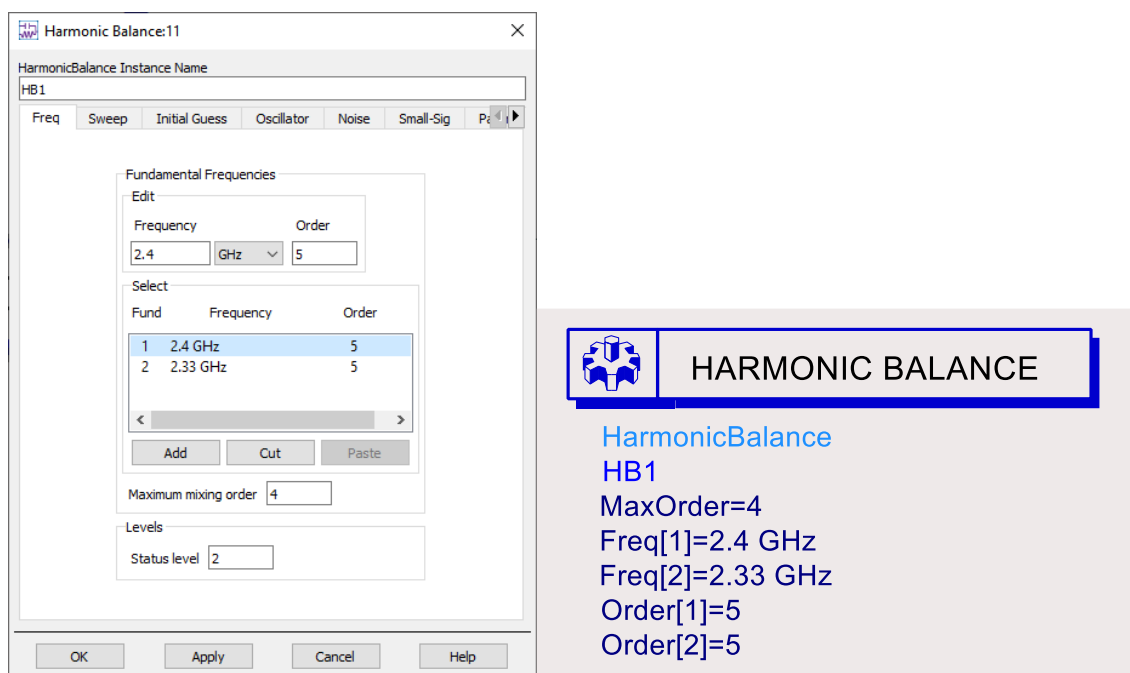 Harmonic Balance:11
HarmonicBalance Instance Name
HB1
Freq Sweep Initial Guess Oscillator Noise Small-Sig
Fundamental Frequencies
Edit
Frequency Order
2.4 GHz 5
Select
Fund Frequency Order
1 2.4 GHz 5
2 2.33 GHz 5
Add Cut Paste
Maximum mixing order 4
Levels
Status level 2
OK Apply Cancel Help
HARMONIC BALANCE
HarmonicBalance
HB1
MaxOrder=4
Freq[1]=2.4 GHz
Freq[2]=2.33 GHz
Order[1]=5
Order[2]=5